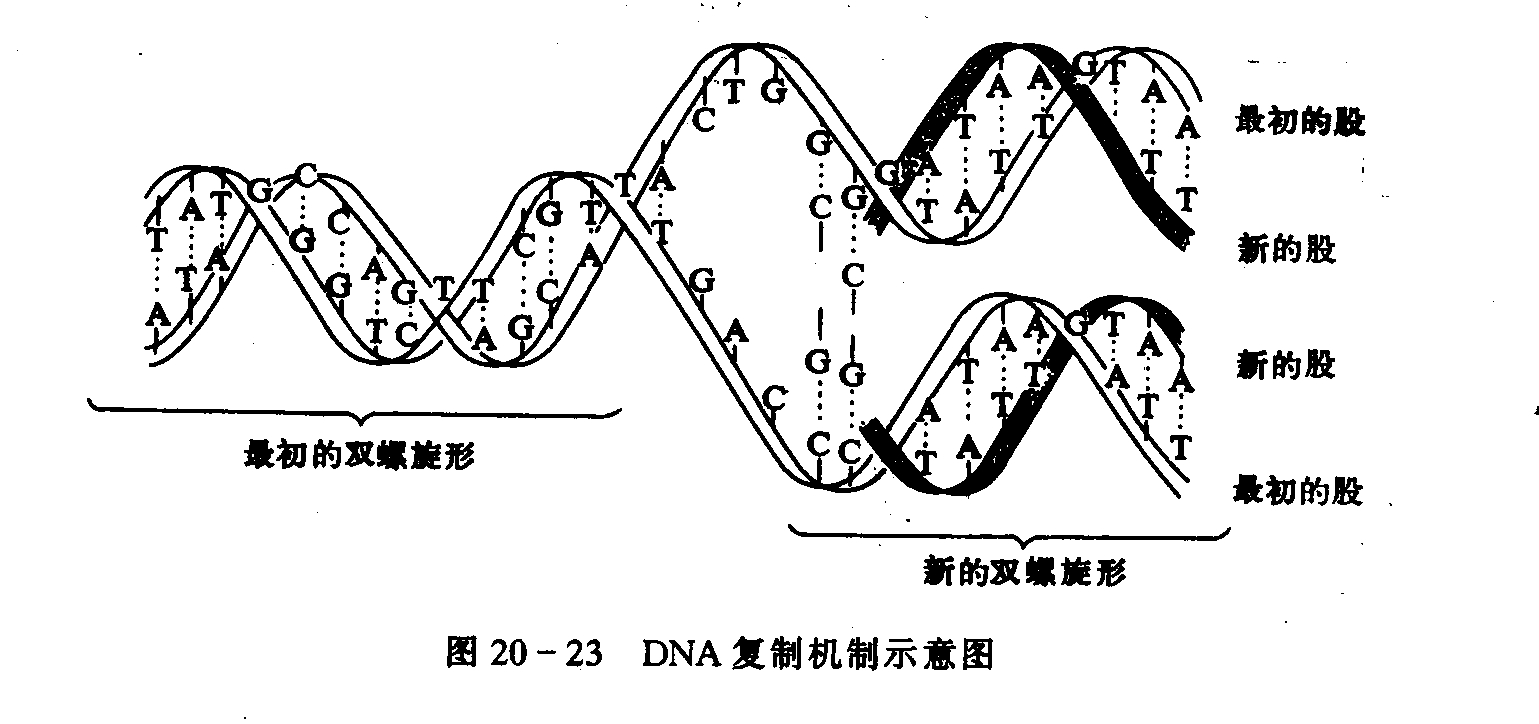 C T G
A A G T A
T T T A A
C G
G G A T
T A C
A T G C C G T T A T T A
G C A G T T C G C A
T A G T C A G
A
A
C
G
G
C C
G C
A A G T A
T T T A A
A T A T
T A T
最初的股
新的股
新的股
最初的股
最初的双螺旋形
新的双螺旋形
图 20-23 DNA 复制机制示意图